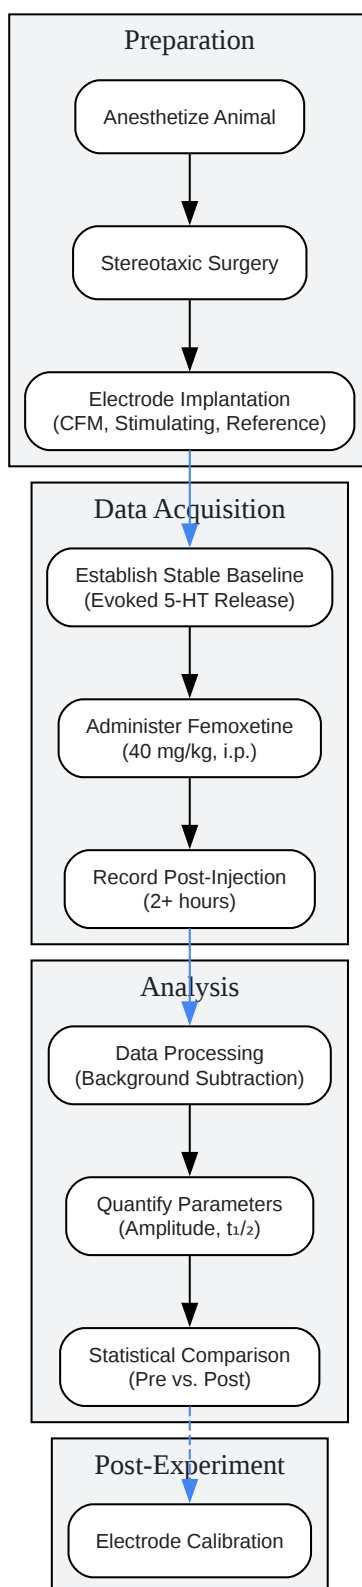 Preparation
Anesthetize Animal
Stereotaxic Surgery
Electrode Implantation
(CFM, Stimulating, Reference)
Data Acquisition
Establish Stable Baseline
(Evoked 5-HT Release)
Administer Femoxetine
(40 mg/kg, i.p.)
Record Post-Injection
(2+ hours)
Analysis
Data Processing
(Background Subtraction)
Quantify Parameters
(Amplitude, t₁/₂)
Statistical Comparison
(Pre vs. Post)
Post-Experiment
Electrode Calibration